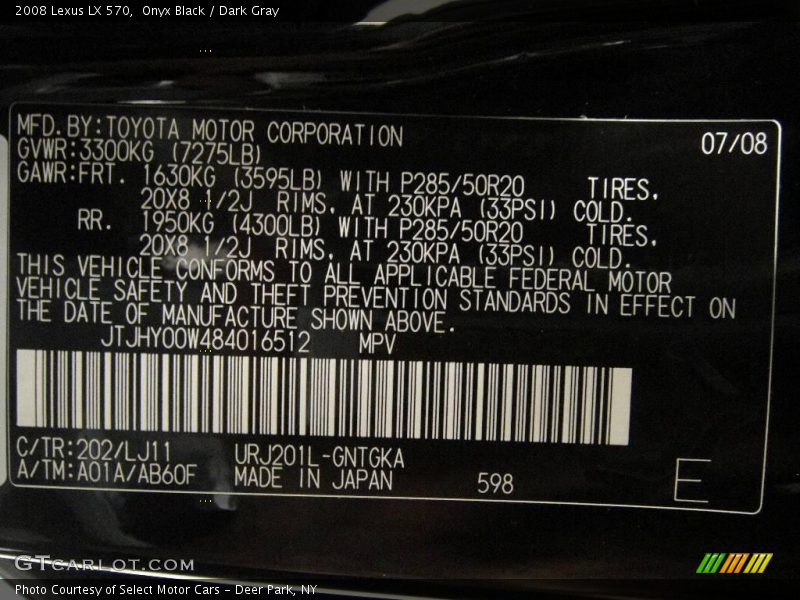 2008 Lexus LX 570,  Onyx Black / Dark Gray
MFD.BY:TOYOTA MOTOR CORPORATION 07/08
GVWR:3300KG (7275LB)
GAWR:FRT. 1630KG (3595LB) WITH P285/50R20 TIRES,
20X8 1/2J RIMS, AT 230KPA (33PSI) COLD.
RR. 1950KG (4300LB) WITH P285/50R20 TIRES,
20X8 1/2J RIMS, AT 230KPA (33PSI) COLD.
THIS VEHICLE CONFORMS TO ALL APPLICABLE FEDERAL MOTOR
VEHICLE SAFETY AND THEFT PREVENTION STANDARDS IN EFFECT ON
THE DATE OF MANUFACTURE SHOWN ABOVE.
JTJHY00W484016512 MPV
C/TR:202/LJ11 URJ201L-GNTGKA
A/TM:A01A/AB60F MADE IN JAPAN 598 E
GTCARLOT.COM
Photo Courtesy of Select Motor Cars - Deer Park, NY